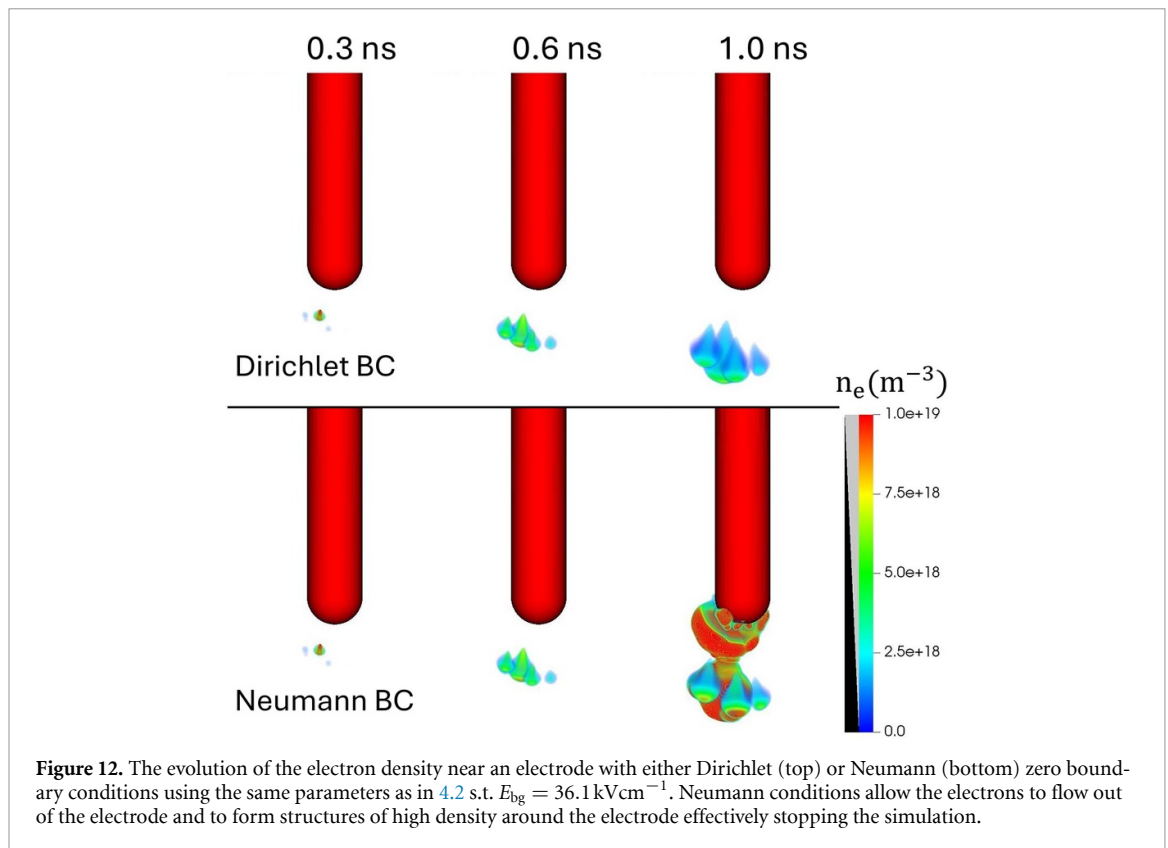 0.3 ns 0.6 ns 1.0 ns
Dirichlet BC
nₑ(m⁻³)
1.0e+19
7.5e+18
5.0e+18
2.5e+18
0.0
Neumann BC
Figure 12. The evolution of the electron density near an electrode with either Dirichlet (top) or Neumann (bottom) zero bound-
ary conditions using the same parameters as in 4.2 s.t. E_bg = 36.1 kVcm⁻¹. Neumann conditions allow the electrons to flow out
of the electrode and to form structures of high density around the electrode effectively stopping the simulation.